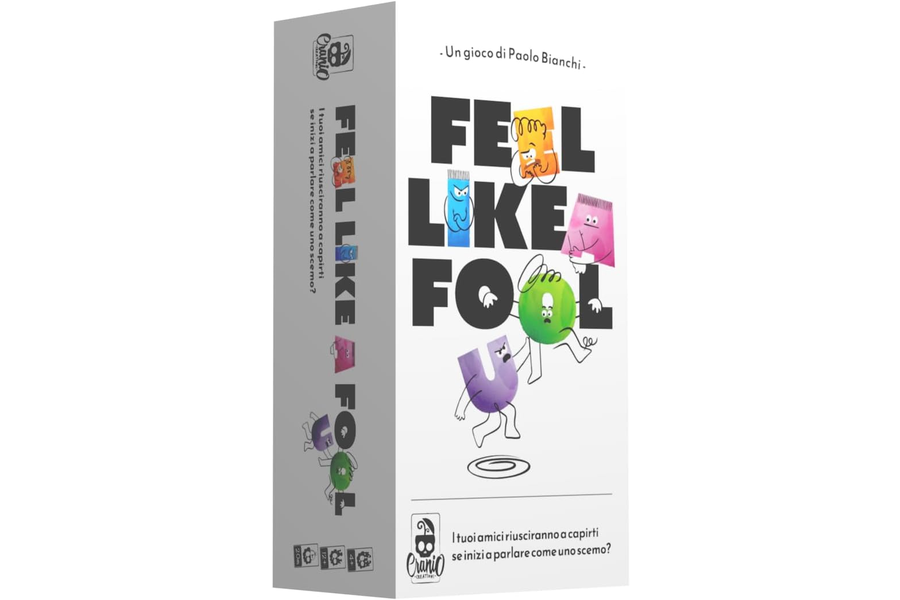 - Un gioco di Paolo Bianchi -
FEEL
LIKE A
FOOL
U
CraniO
CREATIONS
I tuoi amici riusciranno a capirti
se inizi a parlare come uno scemo?
CraniO
I tuoi amici riusciranno a capirti
se inizi a parlare come uno scemo?
FEEL LIKE A FOOL
U